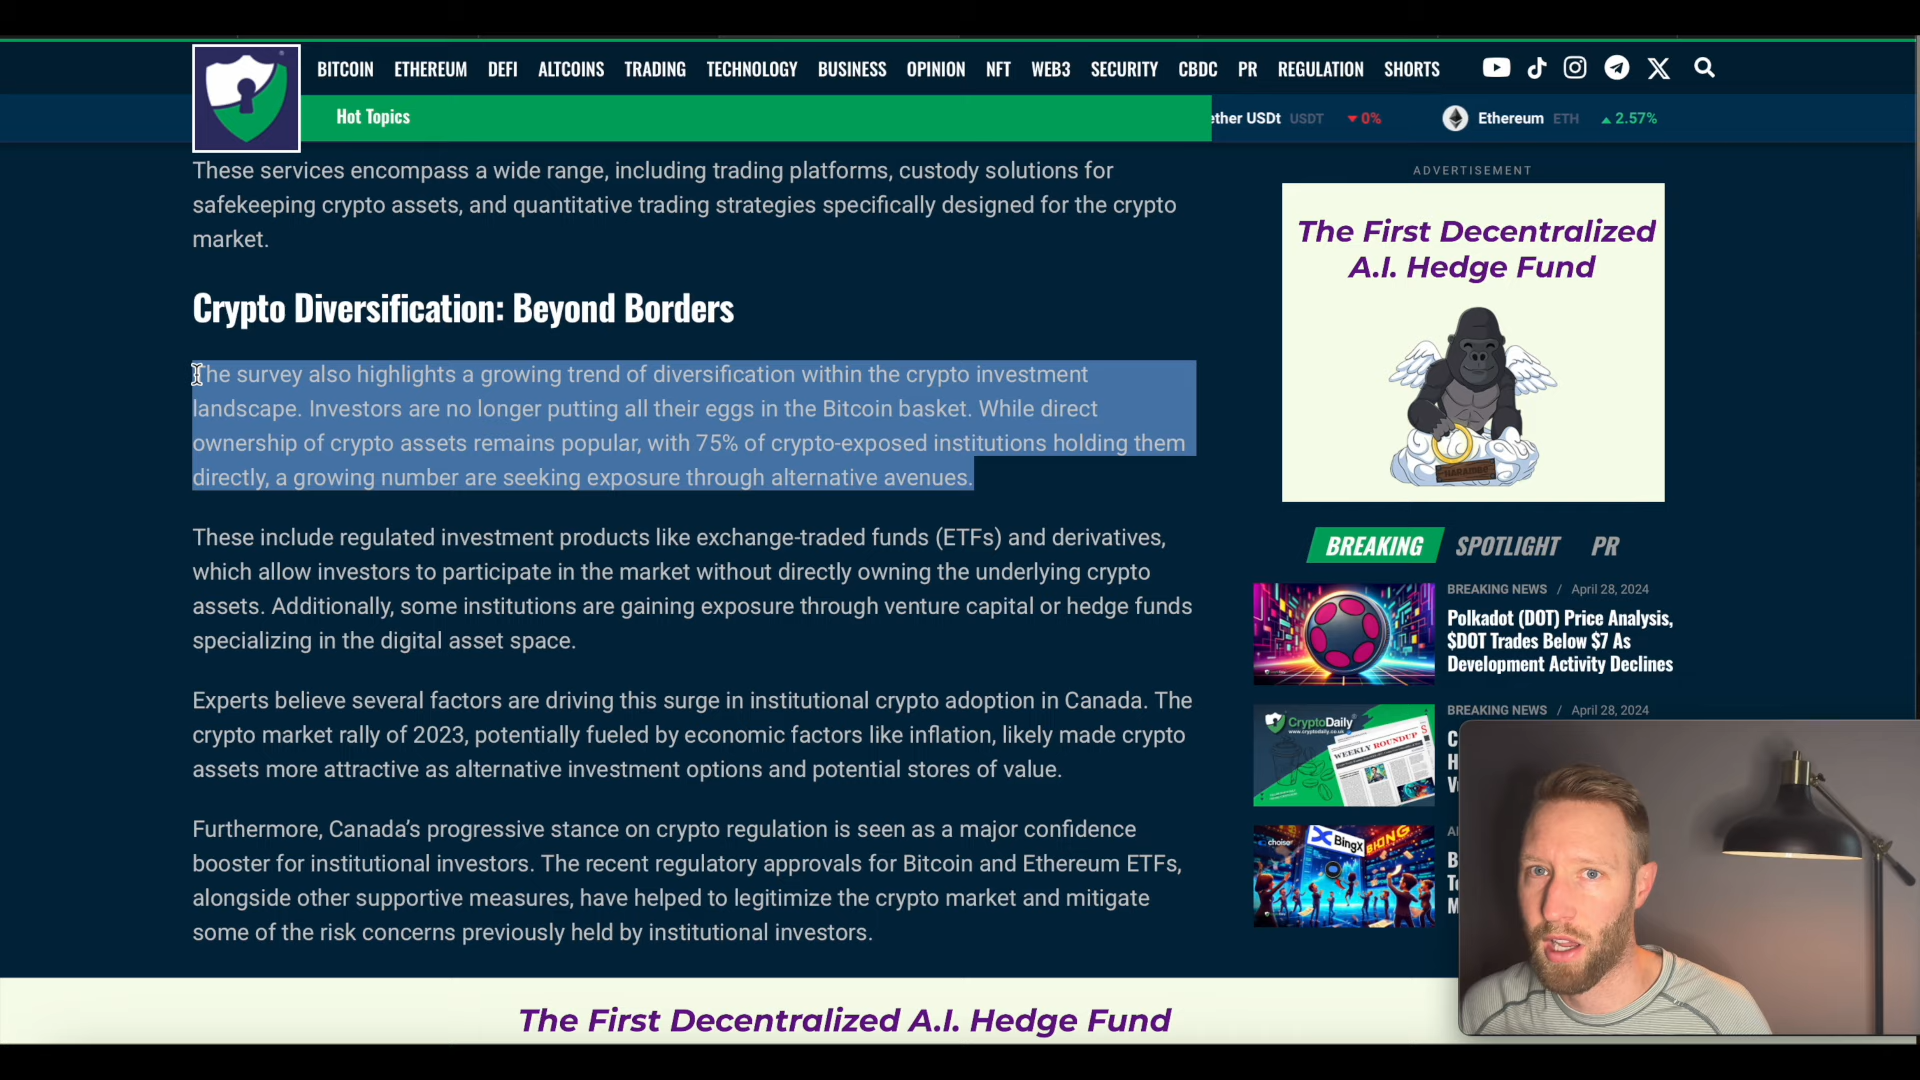 BITCOIN ETHEREUM DEFI ALTCOINS TRADING TECHNOLOGY BUSINESS OPINION NFT WEB3 SECURITY CBDC PR REGULATION SHORTS
Hot Topics
ether USDt USDT 0% Ethereum ETH 2.57%
These services encompass a wide range, including trading platforms, custody solutions for
safekeeping crypto assets, and quantitative trading strategies specifically designed for the crypto
market.
Crypto Diversification: Beyond Borders
The survey also highlights a growing trend of diversification within the crypto investment
landscape. Investors are no longer putting all their eggs in the Bitcoin basket. While direct
ownership of crypto assets remains popular, with 75% of crypto-exposed institutions holding them
directly, a growing number are seeking exposure through alternative avenues.
These include regulated investment products like exchange-traded funds (ETFs) and derivatives,
which allow investors to participate in the market without directly owning the underlying crypto
assets. Additionally, some institutions are gaining exposure through venture capital or hedge funds
specializing in the digital asset space.
Experts believe several factors are driving this surge in institutional crypto adoption in Canada. The
crypto market rally of 2023, potentially fueled by economic factors like inflation, likely made crypto
assets more attractive as alternative investment options and potential stores of value.
Furthermore, Canada’s progressive stance on crypto regulation is seen as a major confidence
booster for institutional investors. The recent regulatory approvals for Bitcoin and Ethereum ETFs,
alongside other supportive measures, have helped to legitimize the crypto market and mitigate
some of the risk concerns previously held by institutional investors.
ADVERTISEMENT
The First Decentralized
A.I. Hedge Fund
HARAMBE
BREAKING SPOTLIGHT PR
BREAKING NEWS / April 28, 2024
Polkadot (DOT) Price Analysis,
$DOT Trades Below $7 As
Development Activity Declines
BREAKING NEWS / April 28, 2024
CryptoDaily
www.cryptodaily.co.uk
WEEKLY ROUNDUP
C
H
V
choise
BingX
A
B
T
M
The First Decentralized A.I. Hedge Fund